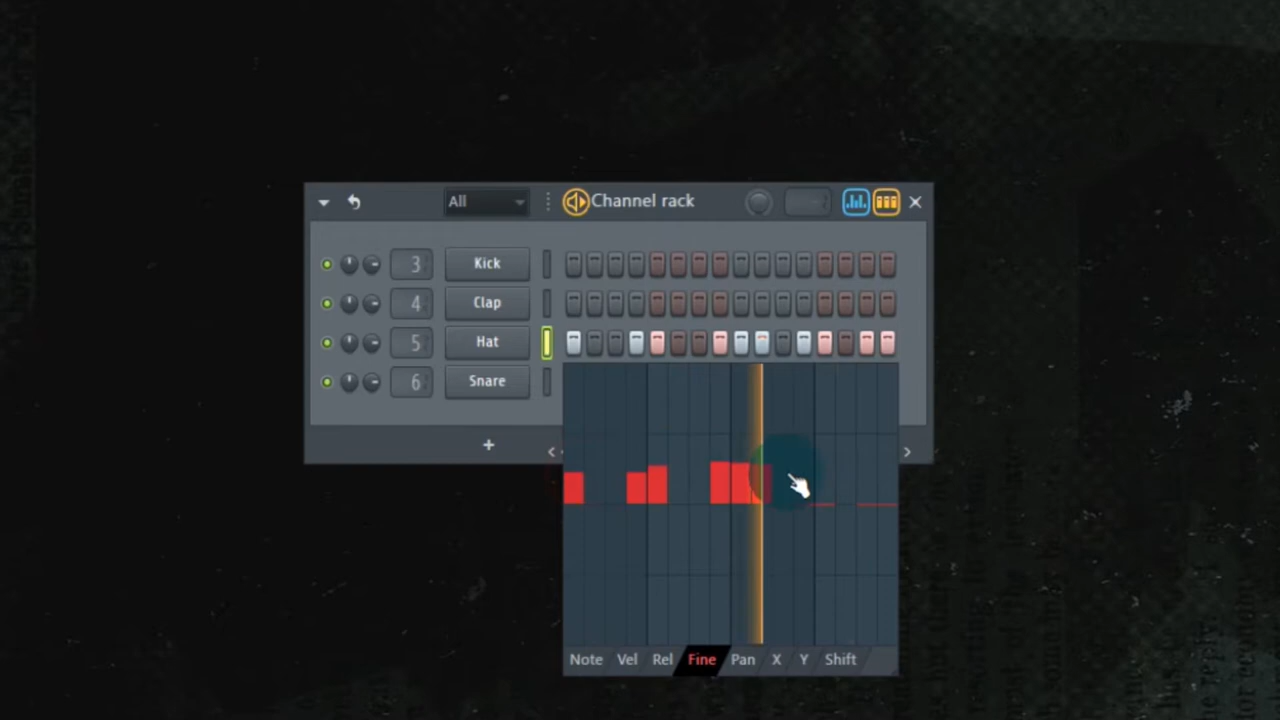 All Channel rack
3 Kick
4 Clap
5 Hat
6 Snare
+
Note Vel Rel Fine Pan X Y Shift